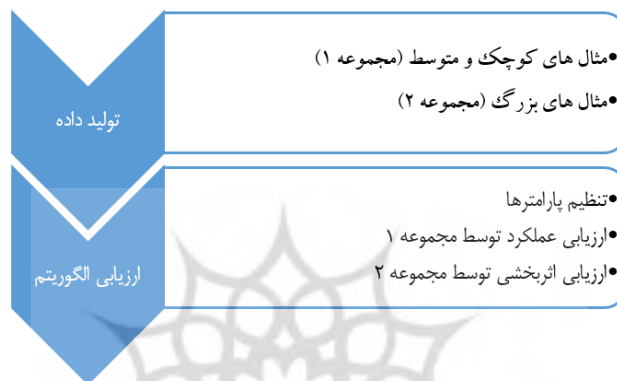 تولید داده
•مثال های کوچک و متوسط (مجموعه ۱)
•مثال های بزرگ (مجموعه ۲)
ارزیابی الگوریتم
•تنظیم پارامترها
•ارزیابی عملکرد توسط مجموعه ۱
•ارزیابی اثربخشی توسط مجموعه ۲